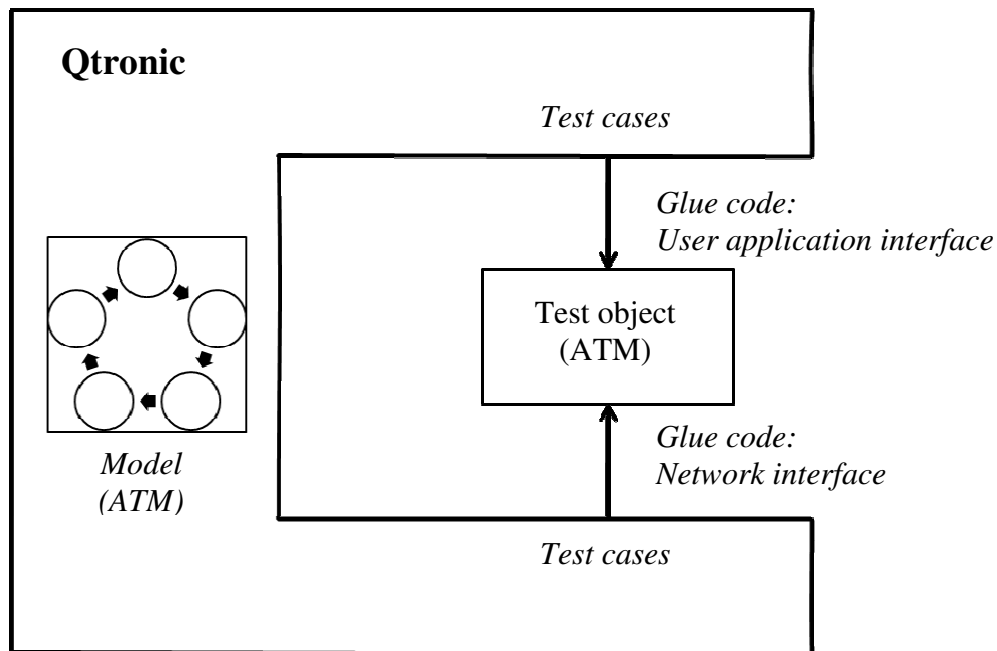 Qtronic
Test cases
Glue code:
User application interface
Test object
(ATM)
Glue code:
Network interface
Model
(ATM)
Test cases